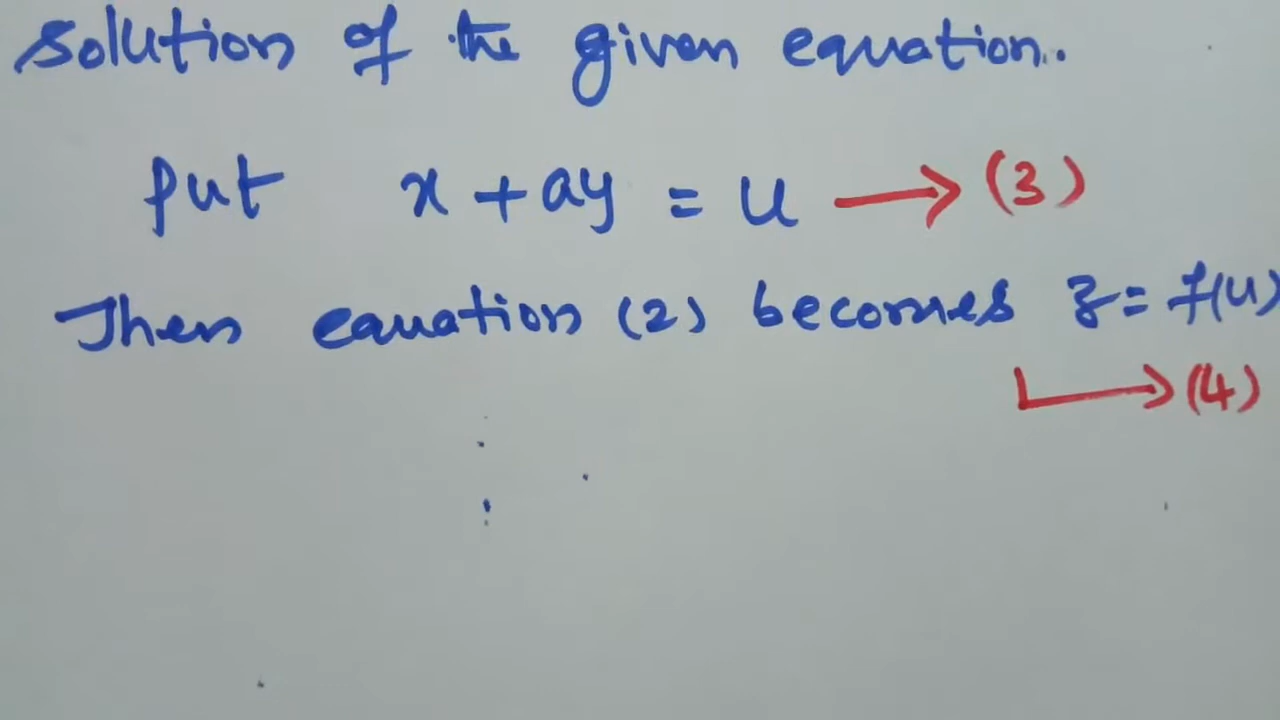 solution of the given equation.
put x + ay = u → (3)
Then equation (2) becomes z = f(u)
→ (4)